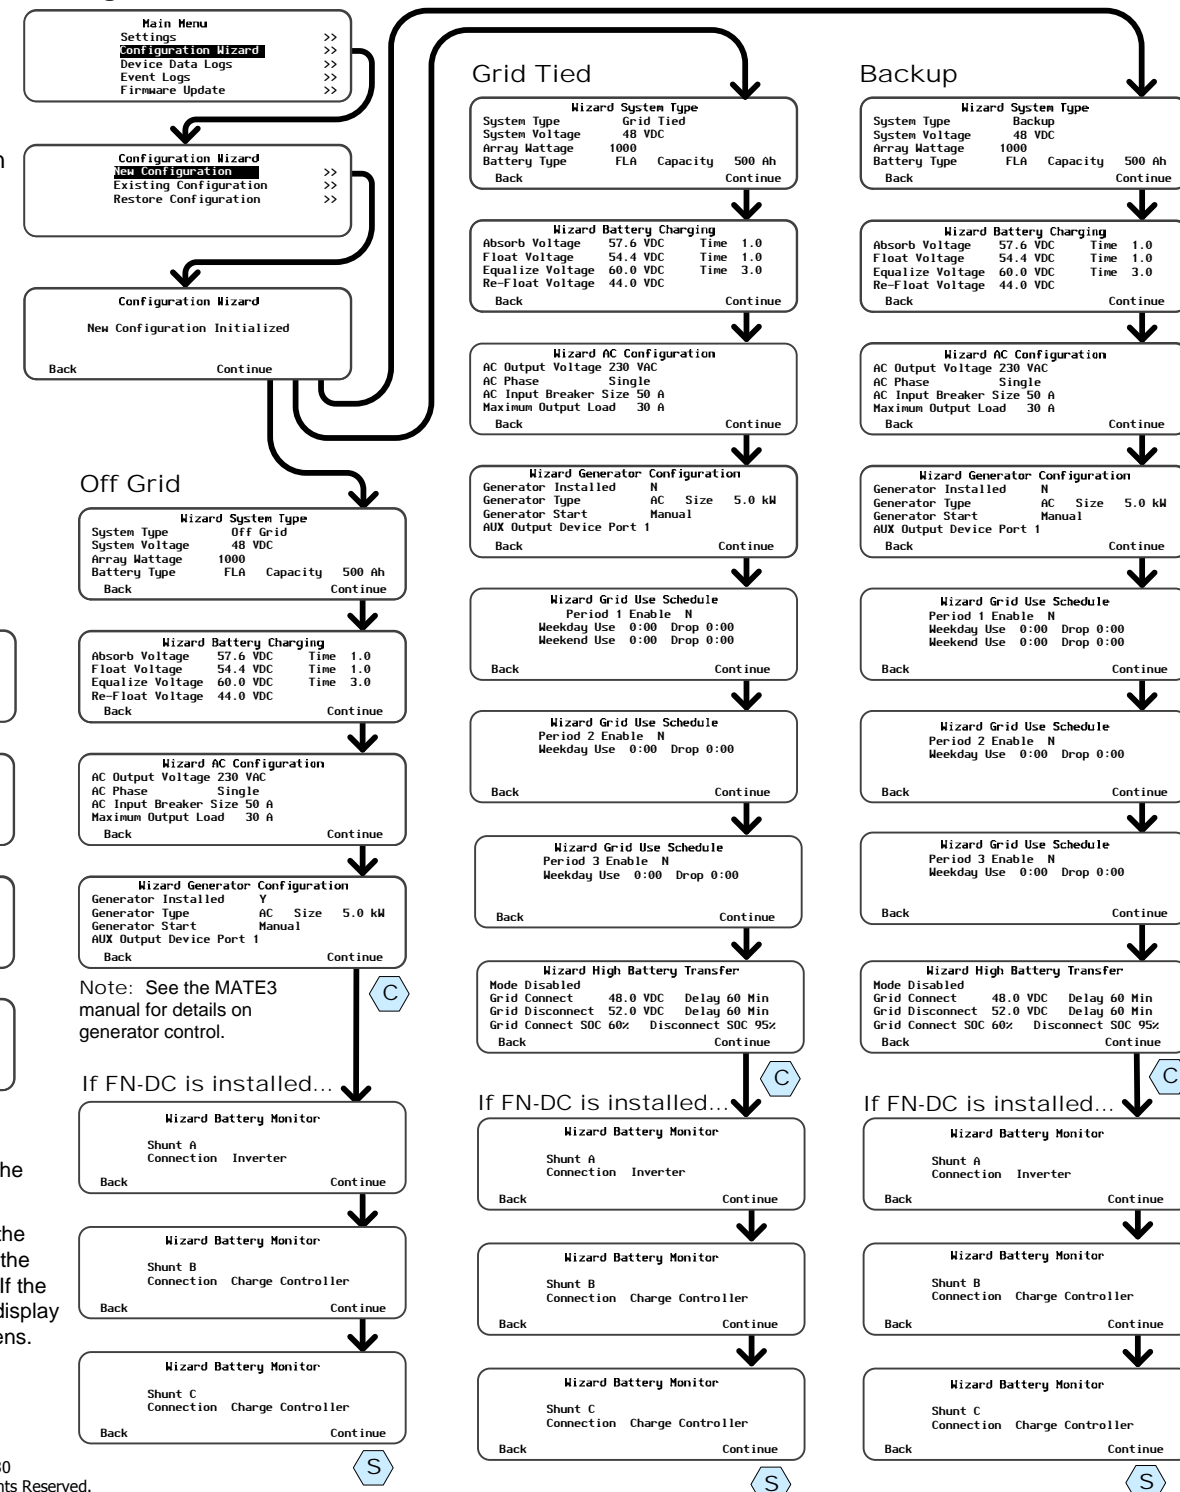 Main Menu
Settings >>
Configuration Wizard >>
Device Data Logs >>
Event Logs >>
Firmware Update >>
Configuration Wizard
New Configuration >>
Existing Configuration >>
Restore Configuration >>
Configuration Wizard
New Configuration Initialized
Back Continue
Off Grid
Wizard System Type
System Type Off Grid
System Voltage 48 VDC
Array Wattage 1000
Battery Type FLA Capacity 500 Ah
Back Continue
Wizard Battery Charging
Absorb Voltage 57.6 VDC Time 1.0
Float Voltage 54.4 VDC Time 1.0
Equalize Voltage 60.0 VDC Time 3.0
Re-Float Voltage 44.0 VDC
Back Continue
Wizard AC Configuration
AC Output Voltage 230 VAC
AC Phase Single
AC Input Breaker Size 50 A
Maximum Output Load 30 A
Back Continue
Wizard Generator Configuration
Generator Installed Y
Generator Type AC Size 5.0 kW
Generator Start Manual
AUX Output Device Port 1
Back Continue
Note: See the MATE3
manual for details on
generator control.
C
If FN-DC is installed...
Wizard Battery Monitor
Shunt A
Connection Inverter
Back Continue
Wizard Battery Monitor
Shunt B
Connection Charge Controller
Back Continue
Wizard Battery Monitor
Shunt C
Connection Charge Controller
Back Continue
S
Grid Tied
Wizard System Type
System Type Grid Tied
System Voltage 48 VDC
Array Wattage 1000
Battery Type FLA Capacity 500 Ah
Back Continue
Wizard Battery Charging
Absorb Voltage 57.6 VDC Time 1.0
Float Voltage 54.4 VDC Time 1.0
Equalize Voltage 60.0 VDC Time 3.0
Re-Float Voltage 44.0 VDC
Back Continue
Wizard AC Configuration
AC Output Voltage 230 VAC
AC Phase Single
AC Input Breaker Size 50 A
Maximum Output Load 30 A
Back Continue
Wizard Generator Configuration
Generator Installed N
Generator Type AC Size 5.0 kW
Generator Start Manual
AUX Output Device Port 1
Back Continue
Wizard Grid Use Schedule
Period 1 Enable N
Weekday Use 0:00 Drop 0:00
Weekend Use 0:00 Drop 0:00
Back Continue
Wizard Grid Use Schedule
Period 2 Enable N
Weekday Use 0:00 Drop 0:00
Back Continue
Wizard Grid Use Schedule
Period 3 Enable N
Weekday Use 0:00 Drop 0:00
Back Continue
Wizard High Battery Transfer
Mode Disabled
Grid Connect 48.0 VDC Delay 60 Min
Grid Disconnect 52.0 VDC Delay 60 Min
Grid Connect SOC 60% Disconnect SOC 95%
Back Continue
C
If FN-DC is installed...
Wizard Battery Monitor
Shunt A
Connection Inverter
Back Continue
Wizard Battery Monitor
Shunt B
Connection Charge Controller
Back Continue
Wizard Battery Monitor
Shunt C
Connection Charge Controller
Back Continue
S
Backup
Wizard System Type
System Type Backup
System Voltage 48 VDC
Array Wattage 1000
Battery Type FLA Capacity 500 Ah
Back Continue
Wizard Battery Charging
Absorb Voltage 57.6 VDC Time 1.0
Float Voltage 54.4 VDC Time 1.0
Equalize Voltage 60.0 VDC Time 3.0
Re-Float Voltage 44.0 VDC
Back Continue
Wizard AC Configuration
AC Output Voltage 230 VAC
AC Phase Single
AC Input Breaker Size 50 A
Maximum Output Load 30 A
Back Continue
Wizard Generator Configuration
Generator Installed N
Generator Type AC Size 5.0 kW
Generator Start Manual
AUX Output Device Port 1
Back Continue
Wizard Grid Use Schedule
Period 1 Enable N
Weekday Use 0:00 Drop 0:00
Weekend Use 0:00 Drop 0:00
Back Continue
Wizard Grid Use Schedule
Period 2 Enable N
Weekday Use 0:00 Drop 0:00
Back Continue
Wizard Grid Use Schedule
Period 3 Enable N
Weekday Use 0:00 Drop 0:00
Back Continue
Wizard High Battery Transfer
Mode Disabled
Grid Connect 48.0 VDC Delay 60 Min
Grid Disconnect 52.0 VDC Delay 60 Min
Grid Connect SOC 60% Disconnect SOC 95%
Back Continue
C
If FN-DC is installed...
Wizard Battery Monitor
Shunt A
Connection Inverter
Back Continue
Wizard Battery Monitor
Shunt B
Connection Charge Controller
Back Continue
Wizard Battery Monitor
Shunt C
Connection Charge Controller
Back Continue
S
the
the
If the
display
Reserved.